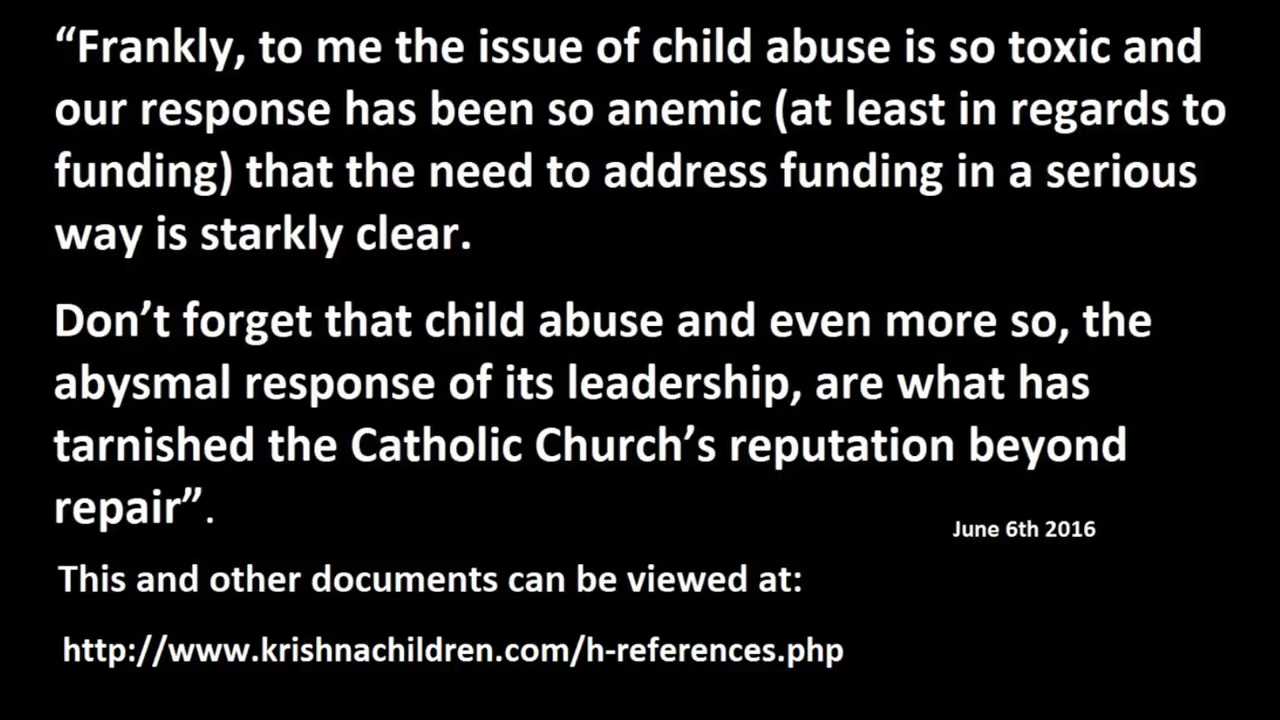 “Frankly, to me the issue of child abuse is so toxic and
our response has been so anemic (at least in regards to
funding) that the need to address funding in a serious
way is starkly clear.
Don’t forget that child abuse and even more so, the
abysmal response of its leadership, are what has
tarnished the Catholic Church’s reputation beyond
repair”.
June 6th 2016
This and other documents can be viewed at:
http://www.krishnachildren.com/h-references.php